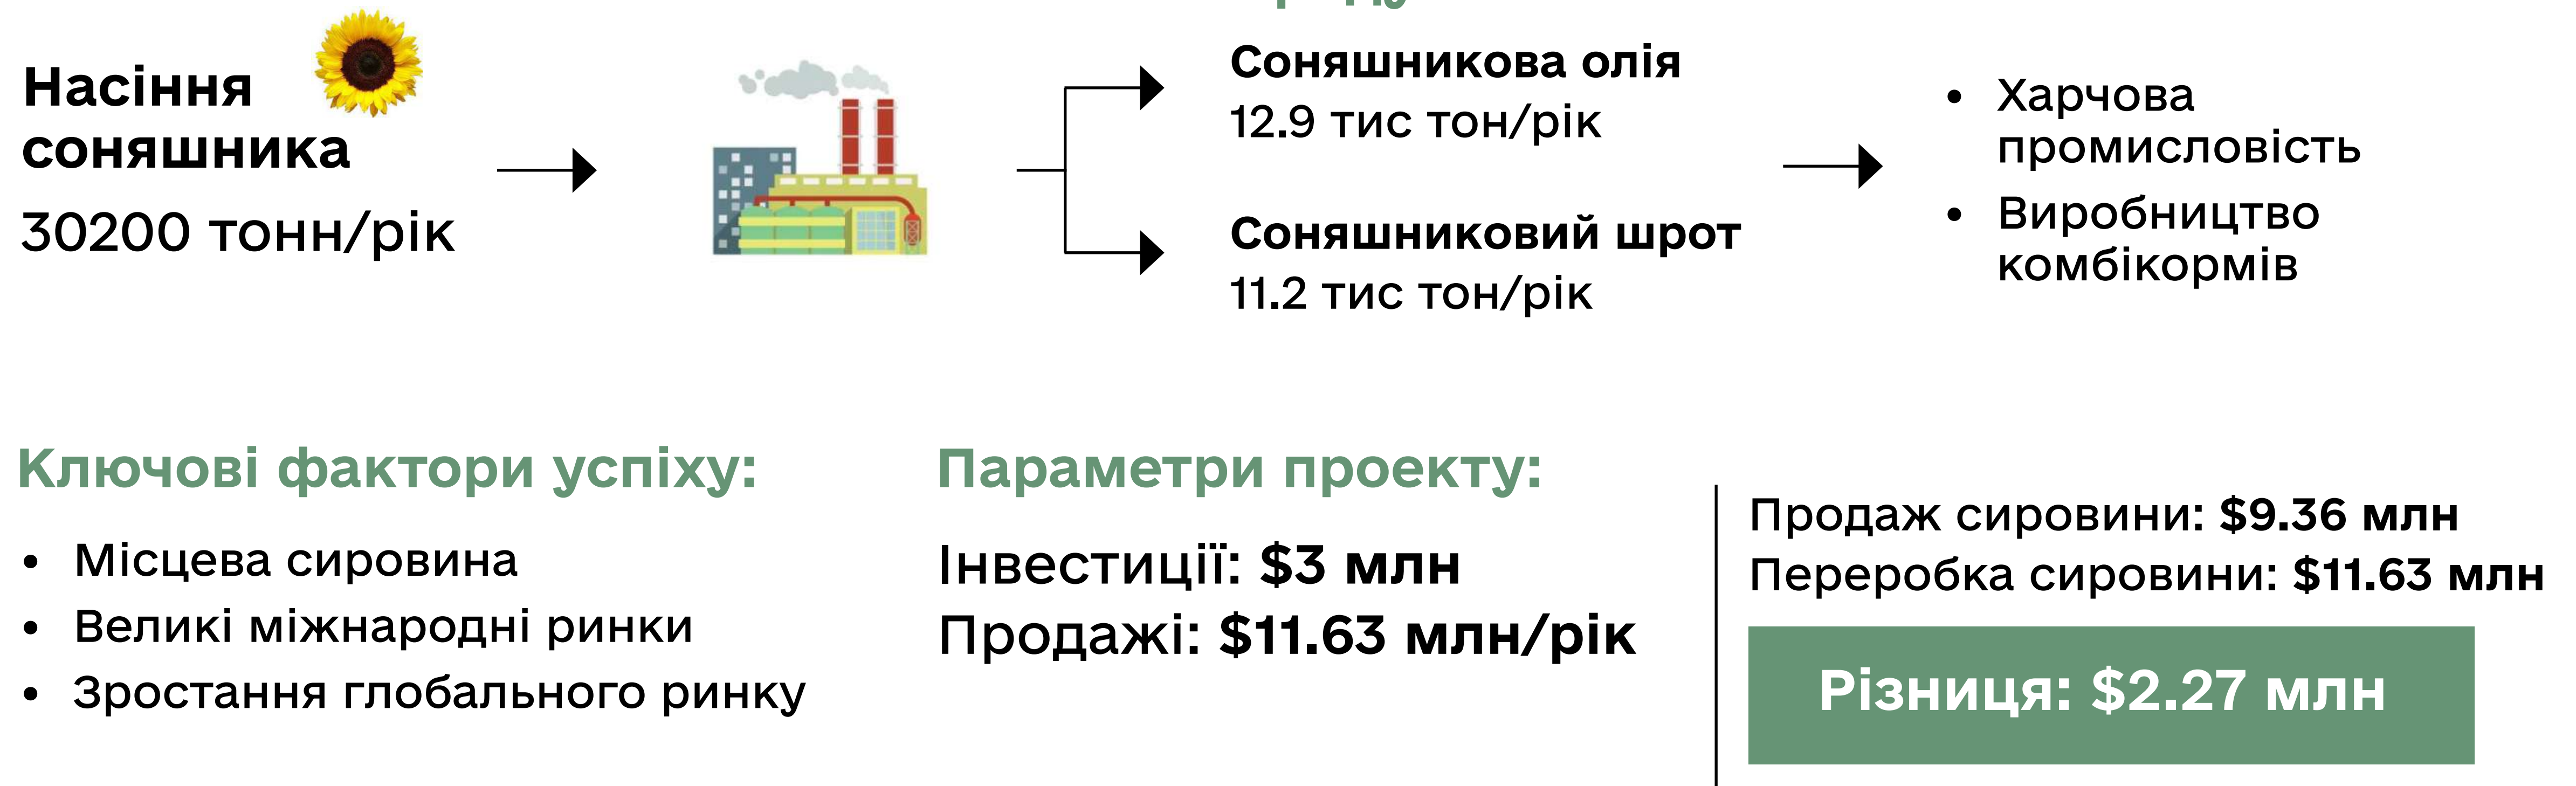 Насіння
соняшника
30200 тонн/рік
Соняшникова олія
12.9 тис тон/рік
Соняшниковий шрот
11.2 тис тон/рік
• Харчова
промисловість
• Виробництво
комбікормів
Ключові фактори успіху:
• Місцева сировина
• Великі міжнародні ринки
• Зростання глобального ринку
Параметри проекту:
Інвестиції: $3 млн
Продажі: $11.63 млн/рік
Продаж сировини: $9.36 млн
Переробка сировини: $11.63 млн
Різниця: $2.27 млн